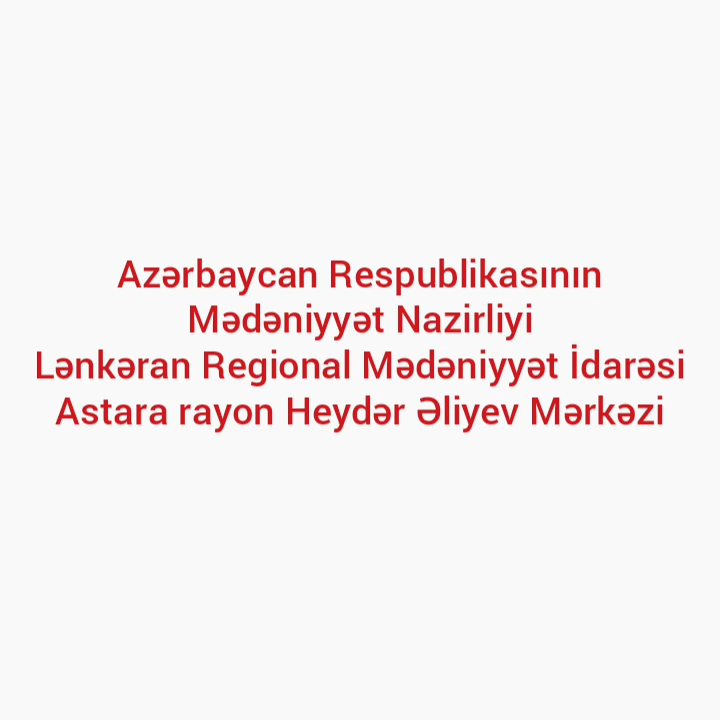 Azərbaycan Respublikasının
Mədəniyyət Nazirliyi
Lənkəran Regional Mədəniyyət İdarəsi
Astara rayon Heydər Əliyev Mərkəzi